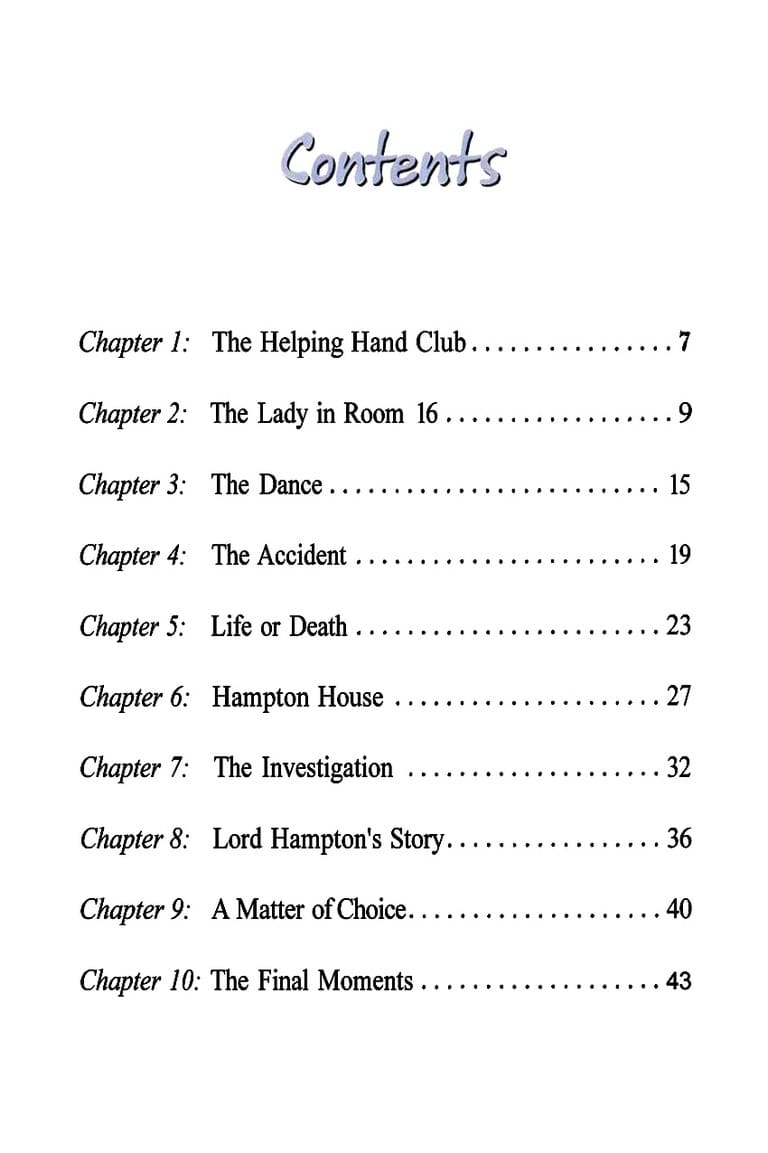 Contents
Chapter 1: The Helping Hand Club................7
Chapter 2: The Lady in Room 16..................9
Chapter 3: The Dance.......................... 15
Chapter 4: The Accident ........................ 19
Chapter 5: Life or Death ........................ 23
Chapter 6: Hampton House ..................... 27
Chapter 7: The Investigation .................... 32
Chapter 8: Lord Hampton's Story................. 36
Chapter 9: A Matter of Choice.................... 40
Chapter 10: The Final Moments ................... 43